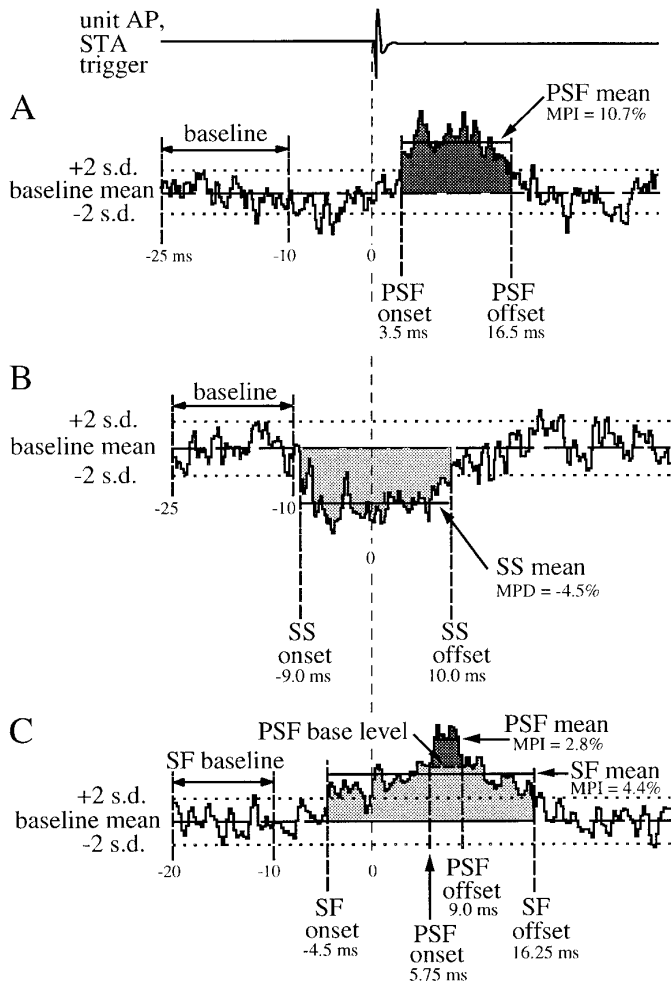 unit AP,
STA
trigger
A
baseline
PSF mean
MPI = 10.7%
+2 s.d.
baseline mean
-2 s.d.
-25 ms
-10
0
PSF
onset
3.5 ms
PSF
offset
16.5 ms
B
baseline
+2 s.d.
baseline mean
-2 s.d.
-25
-10
0
SS mean
MPD = -4.5%
SS
onset
-9.0 ms
SS
offset
10.0 ms
C
PSF base level
PSF mean
MPI = 2.8%
SF baseline
SF mean
MPI = 4.4%
+2 s.d.
baseline mean
-2 s.d.
-20
-10
0
SF
onset
-4.5 ms
PSF
offset
9.0 ms
PSF
onset
5.75 ms
SF
offset
16.25 ms